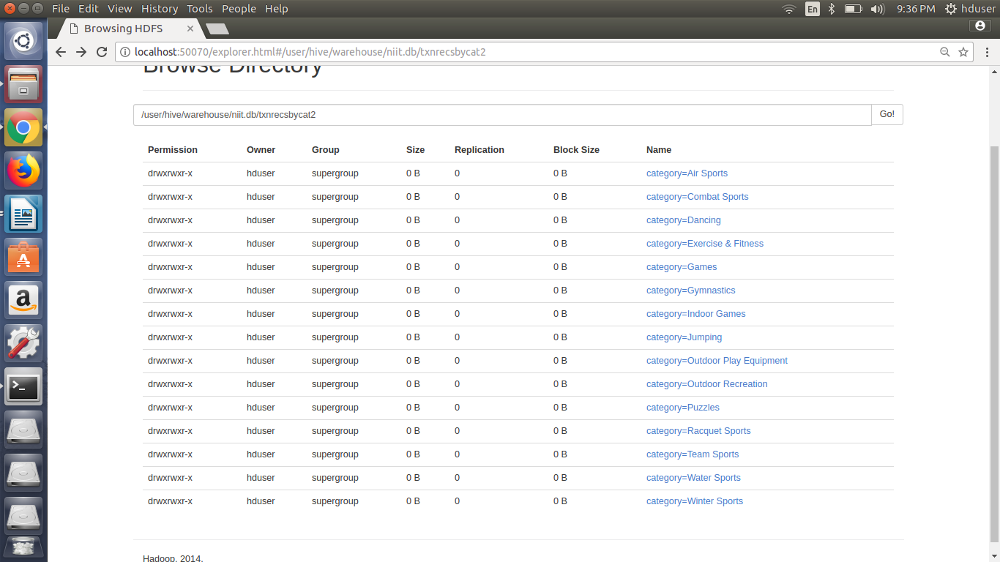 File Edit View History Tools People Help En 9:36 PM hduser
Browsing HDFS
localhost:50070/explorer.html#/user/hive/warehouse/niit.db/txnrecsbycat2
Browse Directory
/user/hive/warehouse/niit.db/txnrecsbycat2 Go!
Permission Owner Group Size Replication Block Size Name
drwxrwxr-x hduser supergroup 0 B 0 0 B category=Air Sports
drwxrwxr-x hduser supergroup 0 B 0 0 B category=Combat Sports
drwxrwxr-x hduser supergroup 0 B 0 0 B category=Dancing
drwxrwxr-x hduser supergroup 0 B 0 0 B category=Exercise & Fitness
drwxrwxr-x hduser supergroup 0 B 0 0 B category=Games
drwxrwxr-x hduser supergroup 0 B 0 0 B category=Gymnastics
drwxrwxr-x hduser supergroup 0 B 0 0 B category=Indoor Games
drwxrwxr-x hduser supergroup 0 B 0 0 B category=Jumping
drwxrwxr-x hduser supergroup 0 B 0 0 B category=Outdoor Play Equipment
drwxrwxr-x hduser supergroup 0 B 0 0 B category=Outdoor Recreation
drwxrwxr-x hduser supergroup 0 B 0 0 B category=Puzzles
drwxrwxr-x hduser supergroup 0 B 0 0 B category=Racquet Sports
drwxrwxr-x hduser supergroup 0 B 0 0 B category=Team Sports
drwxrwxr-x hduser supergroup 0 B 0 0 B category=Water Sports
drwxrwxr-x hduser supergroup 0 B 0 0 B category=Winter Sports
Hadoop, 2014.